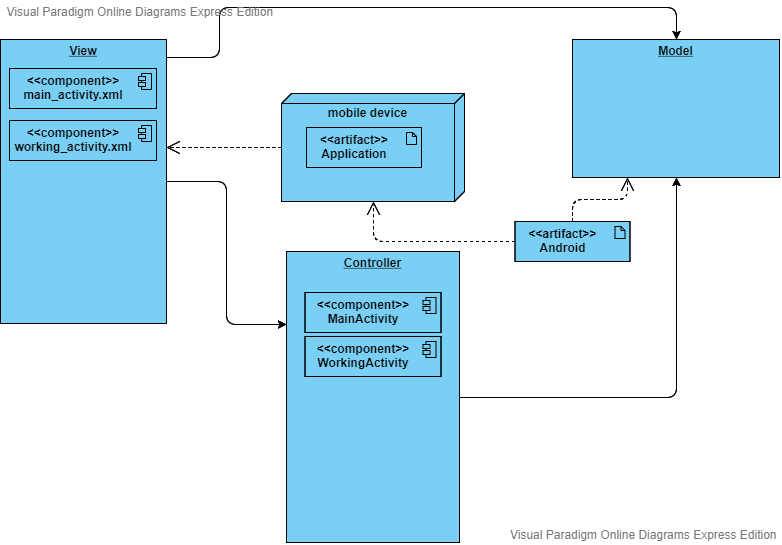 Visual Paradigm Online Diagrams Express Edition
View
<<component>>
main_activity.xml
<<component>>
working_activity.xml
mobile device
<<artifact>>
Application
Model
<<artifact>>
Android
Controller
<<component>>
MainActivity
<<component>>
WorkingActivity
Visual Paradigm Online Diagrams Express Edition